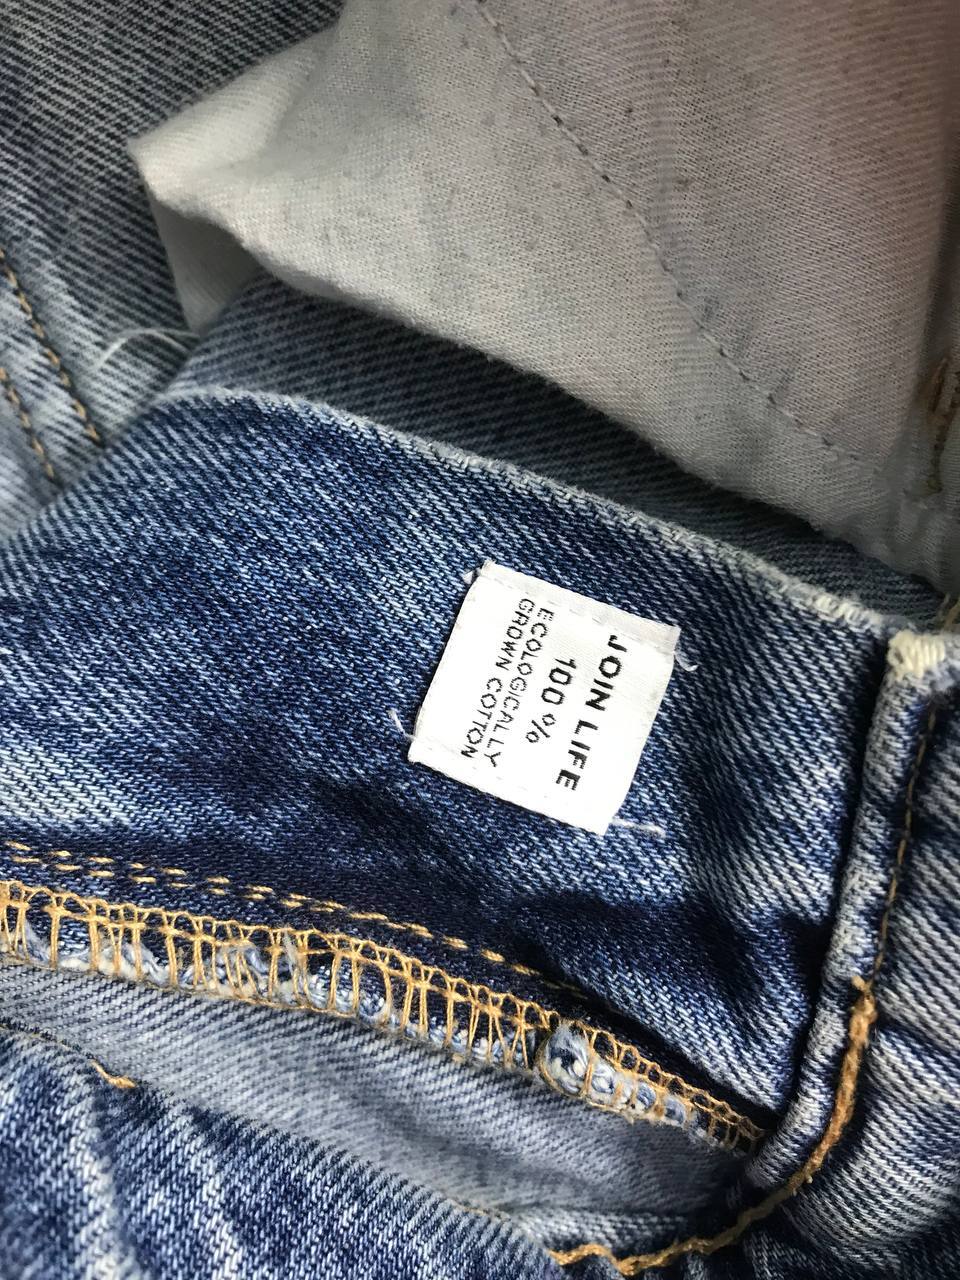 JOIN LIFE
100 %
ECOLOGICALLY
GROWN COTTON